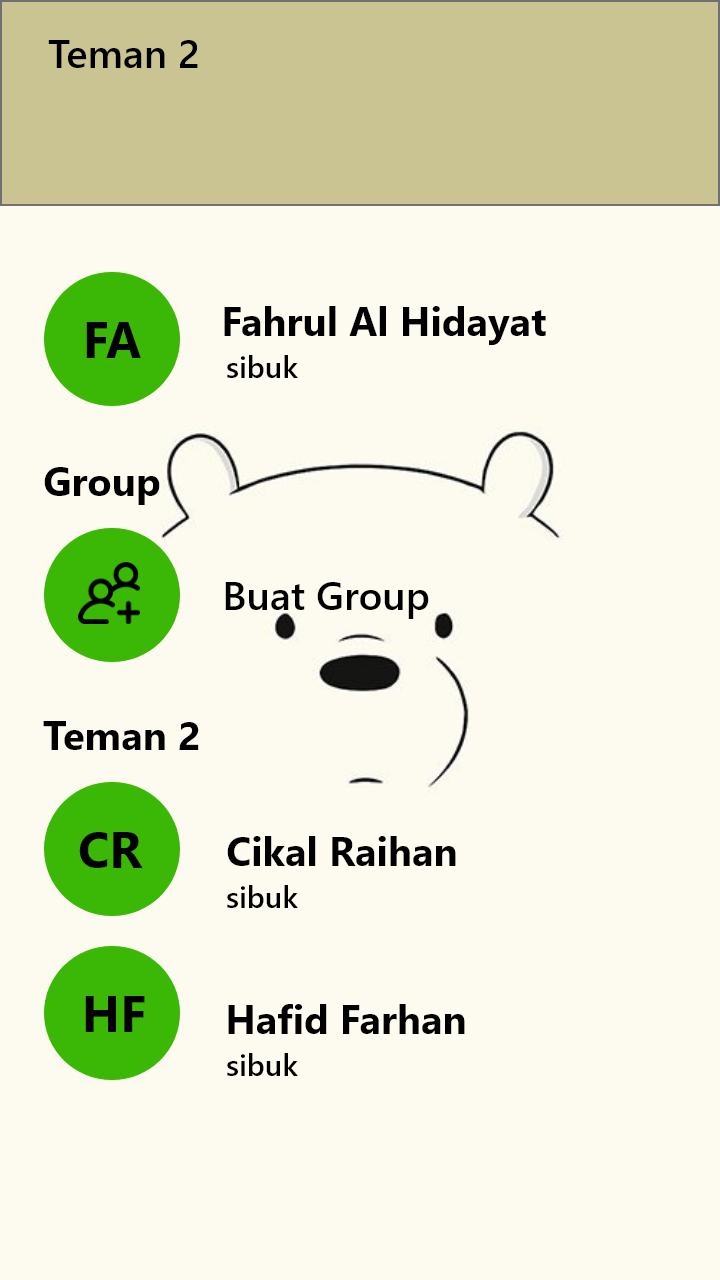 Teman 2
FA
Fahrul Al Hidayat
sibuk
Group
Buat Group
Teman 2
CR
Cikal Raihan
sibuk
HF
Hafid Farhan
sibuk